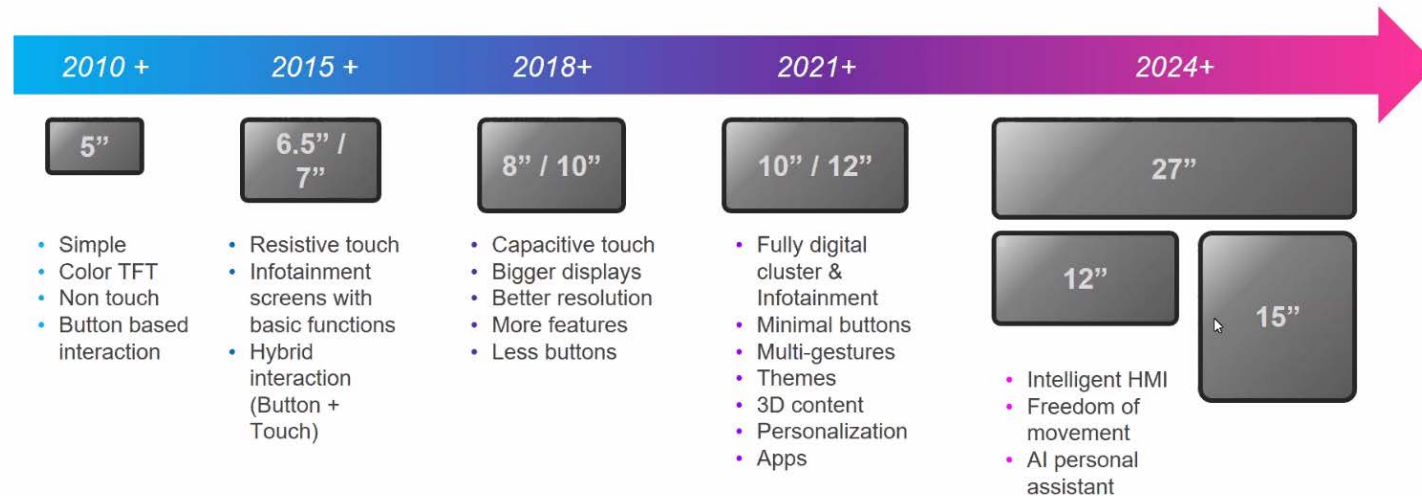 2010 +
2015 +
2018+
2021+
2024+
5”
6.5” /
7”
8” / 10”
10” / 12”
27”
12”
15”
• Simple
• Color TFT
• Non touch
• Button based
interaction
• Resistive touch
• Infotainment
screens with
basic functions
• Hybrid
interaction
(Button +
Touch)
• Capacitive touch
• Bigger displays
• Better resolution
• More features
• Less buttons
• Fully digital
cluster &
Infotainment
• Minimal buttons
• Multi-gestures
• Themes
• 3D content
• Personalization
• Apps
• Intelligent HMI
• Freedom of
movement
• AI personal
assistant